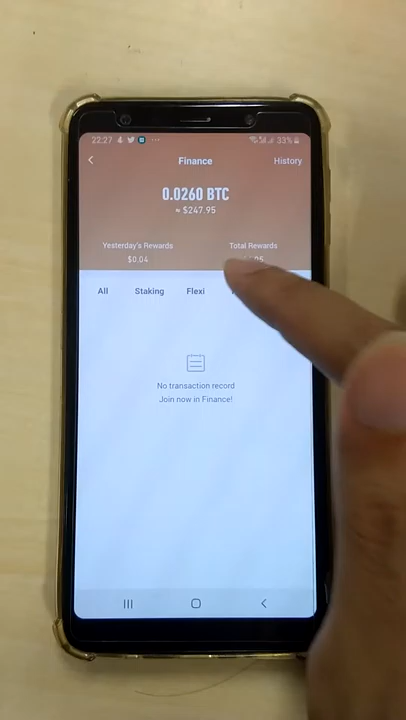 22:27 33%
Finance History
0.0260 BTC
≈ $247.95
Yesterday's Rewards Total Rewards
$0.04
All Staking Flexi
No transaction record
Join now in Finance!